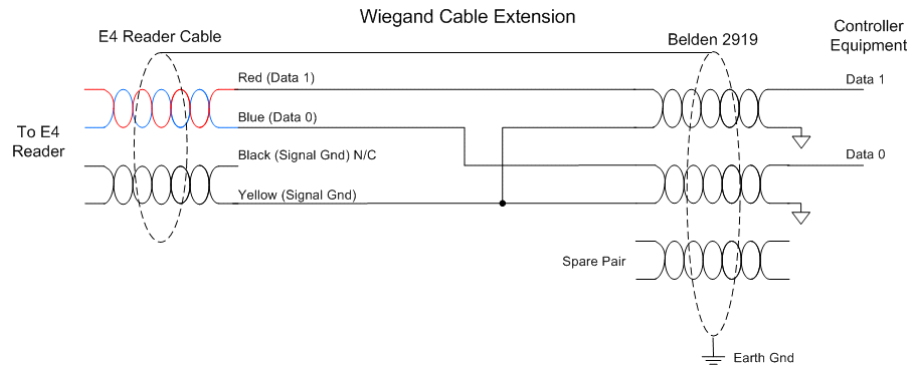 Wiegand Cable Extension
E4 Reader Cable
Belden 2919
Controller
Equipment
Red (Data 1)
Data 1
Blue (Data 0)
To E4
Reader
Black (Signal Gnd) N/C
Data 0
Yellow (Signal Gnd)
Spare Pair
Earth Gnd